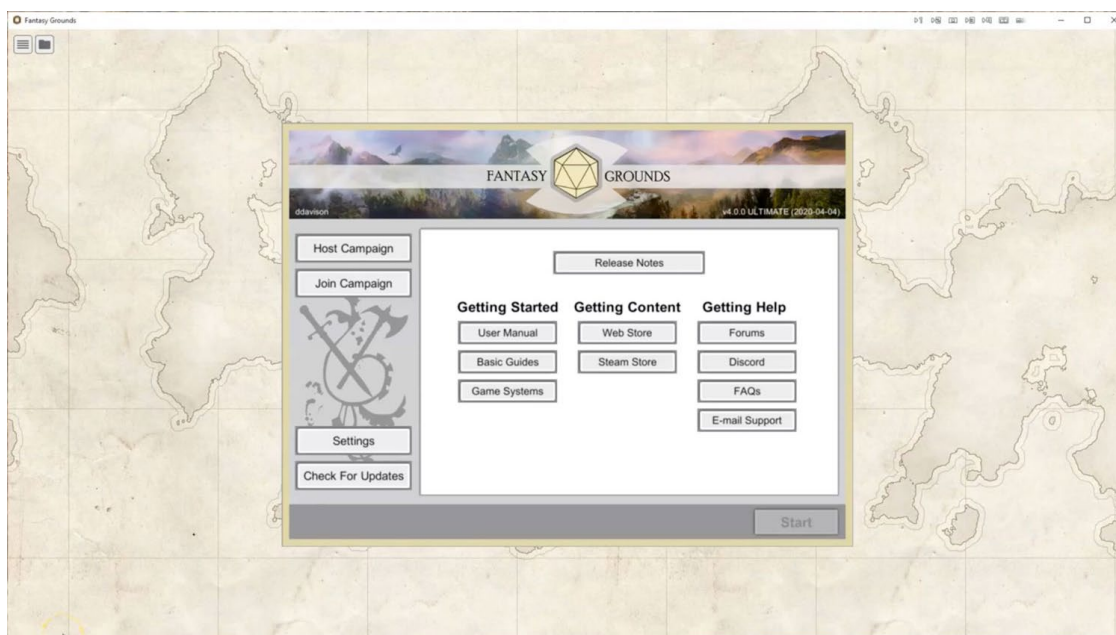 Fantasy Grounds
FANTASY GROUNDS
ddavison
v4.0.0 ULTIMATE (2020-04-04)
Host Campaign
Join Campaign
Settings
Check For Updates
Release Notes
Getting Started
User Manual
Basic Guides
Game Systems
Getting Content
Web Store
Steam Store
Getting Help
Forums
Discord
FAQs
E-mail Support
Start